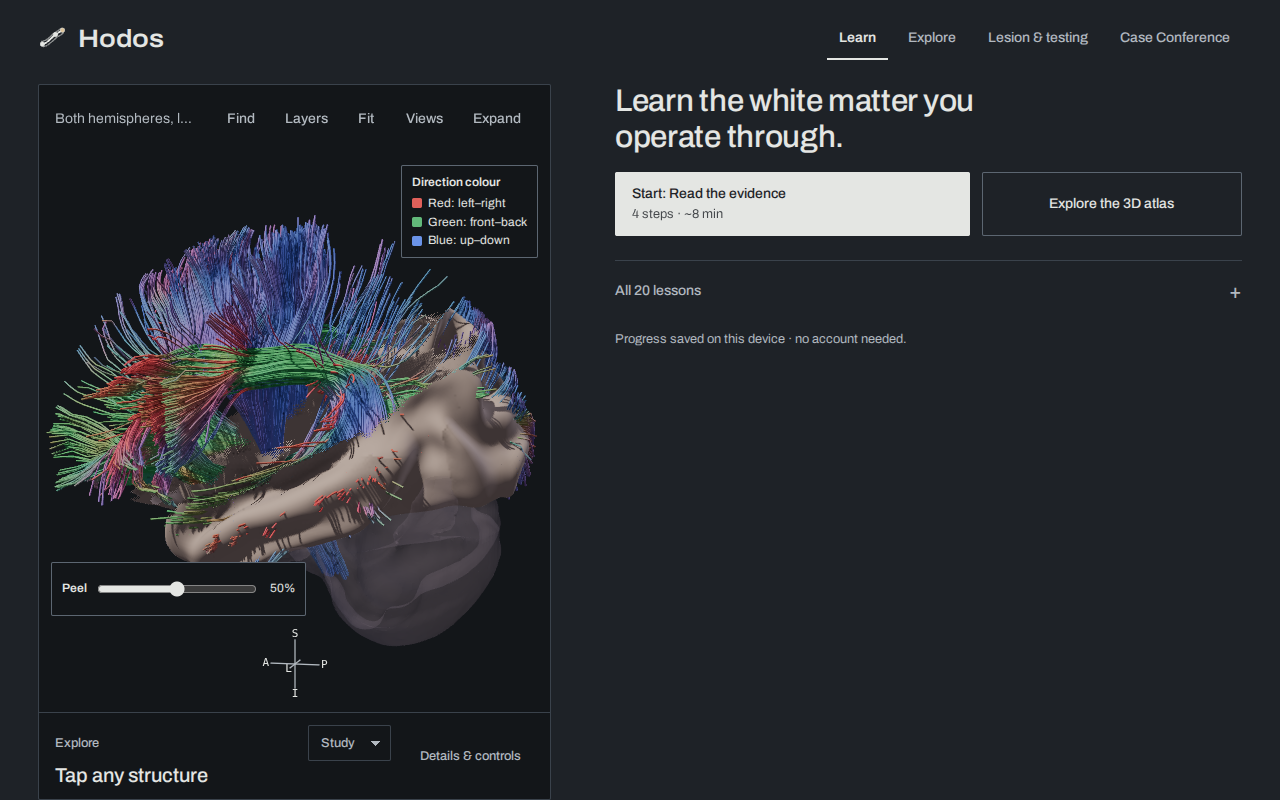 Hodos
Learn
Explore
Lesion & testing
Case Conference
Both hemispheres, l...
Find
Layers
Fit
Views
Expand
Direction colour
Red: left–right
Green: front–back
Blue: up–down
Peel
50%
S
A
L
P
I
Explore
Study
Details & controls
Tap any structure
Learn the white matter you
operate through.
Start: Read the evidence
4 steps · ~8 min
Explore the 3D atlas
All 20 lessons
+
Progress saved on this device · no account needed.